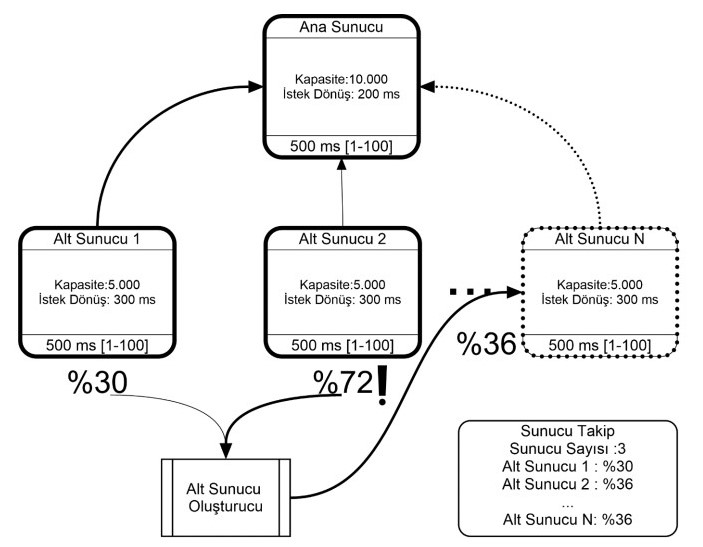 Ana Sunucu
Kapasite:10.000
İstek Dönüş: 200 ms
500 ms [1-100]
Alt Sunucu 1
Kapasite:5.000
İstek Dönüş: 300 ms
500 ms [1-100]
%30
Alt Sunucu 2
Kapasite:5.000
İstek Dönüş: 300 ms
500 ms [1-100]
%72!
...
Alt Sunucu N
Kapasite:5.000
İstek Dönüş: 300 ms
500 ms [1-100]
%36
Alt Sunucu
Oluşturucu
Sunucu Takip
Sunucu Sayısı :3
Alt Sunucu 1 : %30
Alt Sunucu 2 : %36
...
Alt Sunucu N: %36